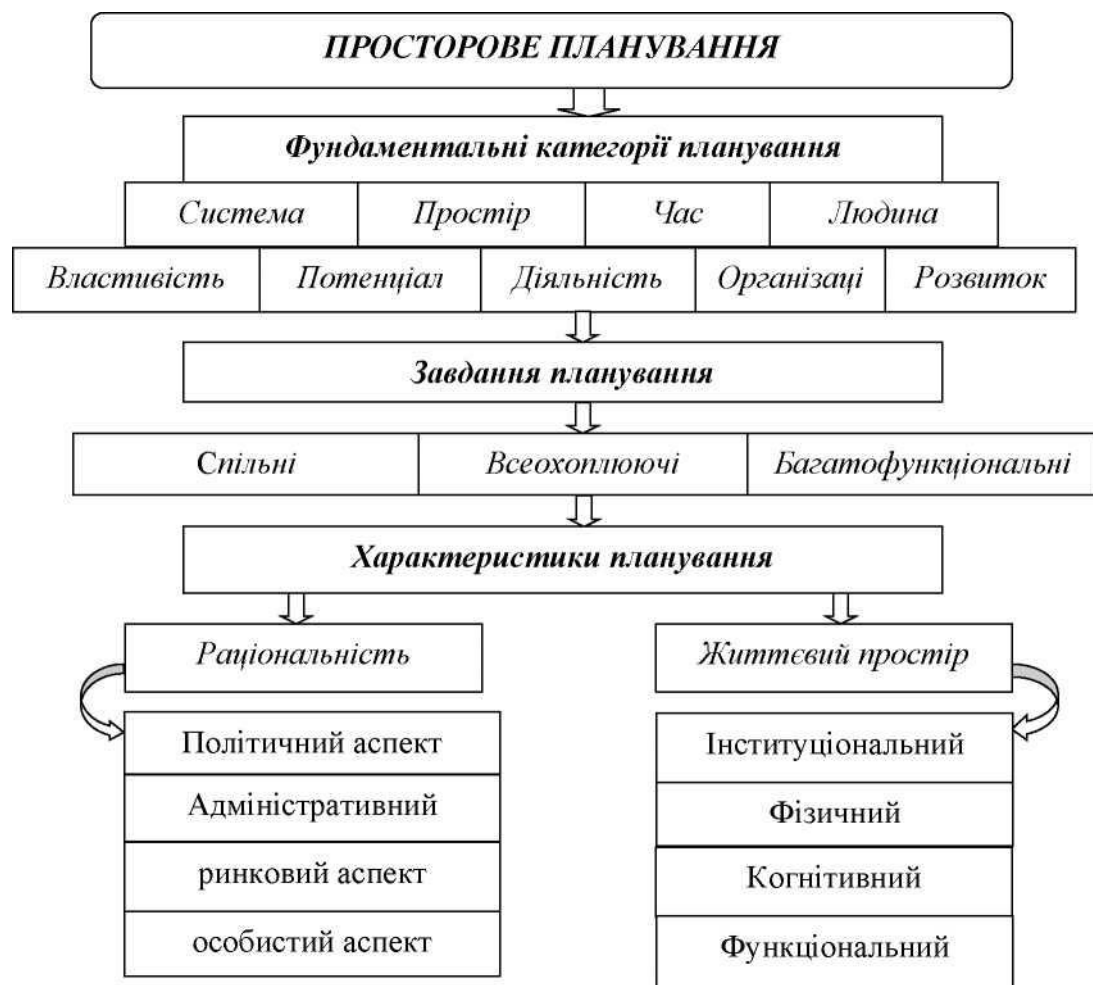 ПРОСТОРОВЕ ПЛАНУВАННЯ
Фундаментальні категорії планування
Система Простір Час Людина
Властивість Потенціал Діяльність Організаці Розвиток
Завдання планування
Спільні Всеохоплюючі Багатофункціональні
Характеристики планування
Раціональність Життєвий простір
Політичний аспект
Адміністративний
ринковий аспект
особистий аспект
Інституціональний
Фізичний
Когнітивний
Функціональний